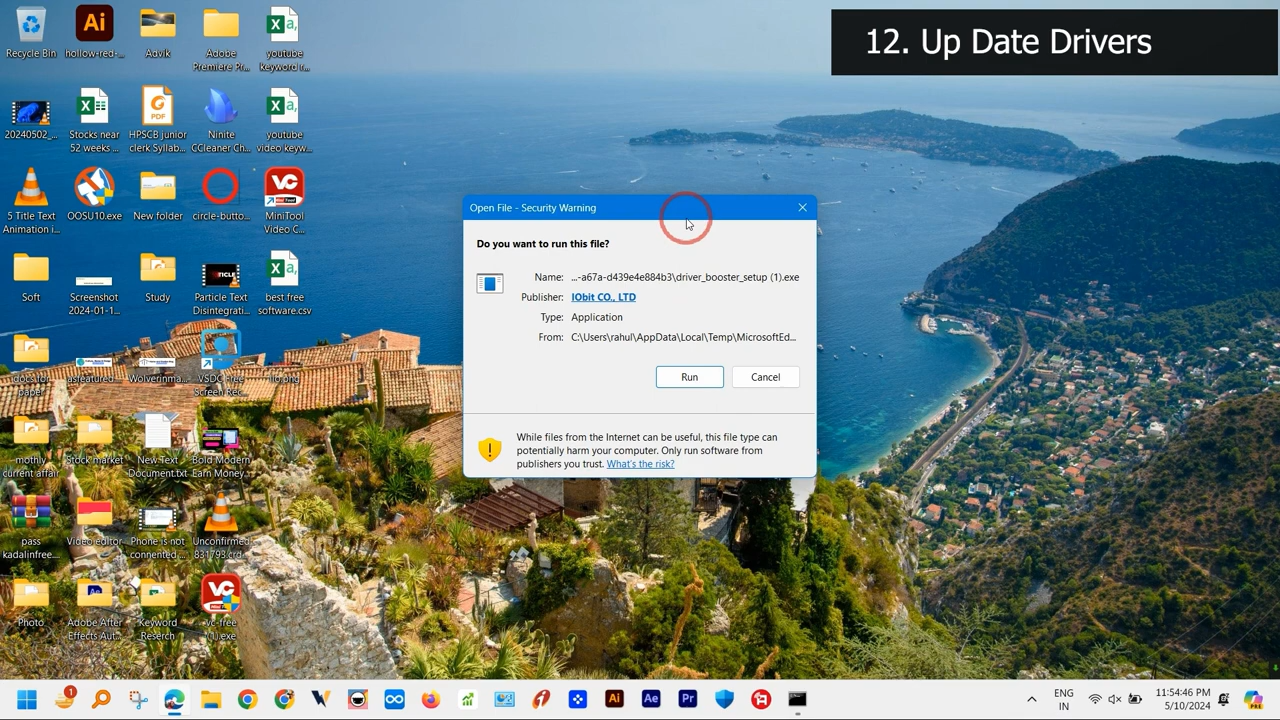 12. Up Date Drivers
Recycle Bin
hollow-red-...
Advik
Adobe
Premiere Pr...
youtube
keyword r...
20240502_...
Stocks near
52 weeks ...
HPSCB junior
clerk Syllab...
Ninite
CCleaner Ch...
youtube
video keyw...
5 Title Text
Animation i...
OOSU10.exe
New folder
circle-butto...
MiniTool
Video C...
Soft
Screenshot
2024-01-1...
Study
Particle Text
Disintegrati...
best free
software.csv
docs for
paper
asfeatured...
Wolverinma...
VSDC Free
Screen Rec...
mothly
current affair
Stock market
New Text
Document.txt
Bold Modern
Earn Money...
pass
kadalinfree...
Video editor
Phone is not
connected...
Unconfirmed
831793.crd...
Photo
Adobe After
Effects Aut...
Keyword
Reserch
vc-free
(1).exe
Open File - Security Warning
Do you want to run this file?
Name: ...-a67a-d439e4e884b3\driver_booster_setup (1).exe
Publisher: IObit CO., LTD
Type: Application
From: C:\Users\rahul\AppData\Local\Temp\MicrosoftEd...
Run
Cancel
While files from the Internet can be useful, this file type can
potentially harm your computer. Only run software from
publishers you trust. What's the risk?
1
ENG
IN
11:54:46 PM
5/10/2024